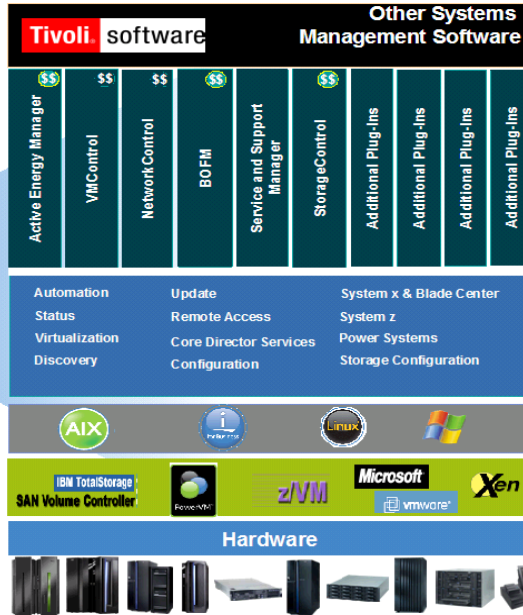 Tivoli. software
Other Systems
Management Software
$$
$$
$$
$$
$$
Active Energy Manager
VMControl
NetworkControl
BOFM
Service and Support
Manager
StorageControl
Additional Plug-Ins
Additional Plug-Ins
Additional Plug-Ins
Additional Plug-Ins
Automation
Status
Virtualization
Discovery
Update
Remote Access
Core Director Services
Configuration
System x & Blade Center
System z
Power Systems
Storage Configuration
AIX
i
for Business
Linux
IBM TotalStorage
SAN Volume Controller
PowerVM
z/VM
Microsoft
vmware
Xen
Hardware